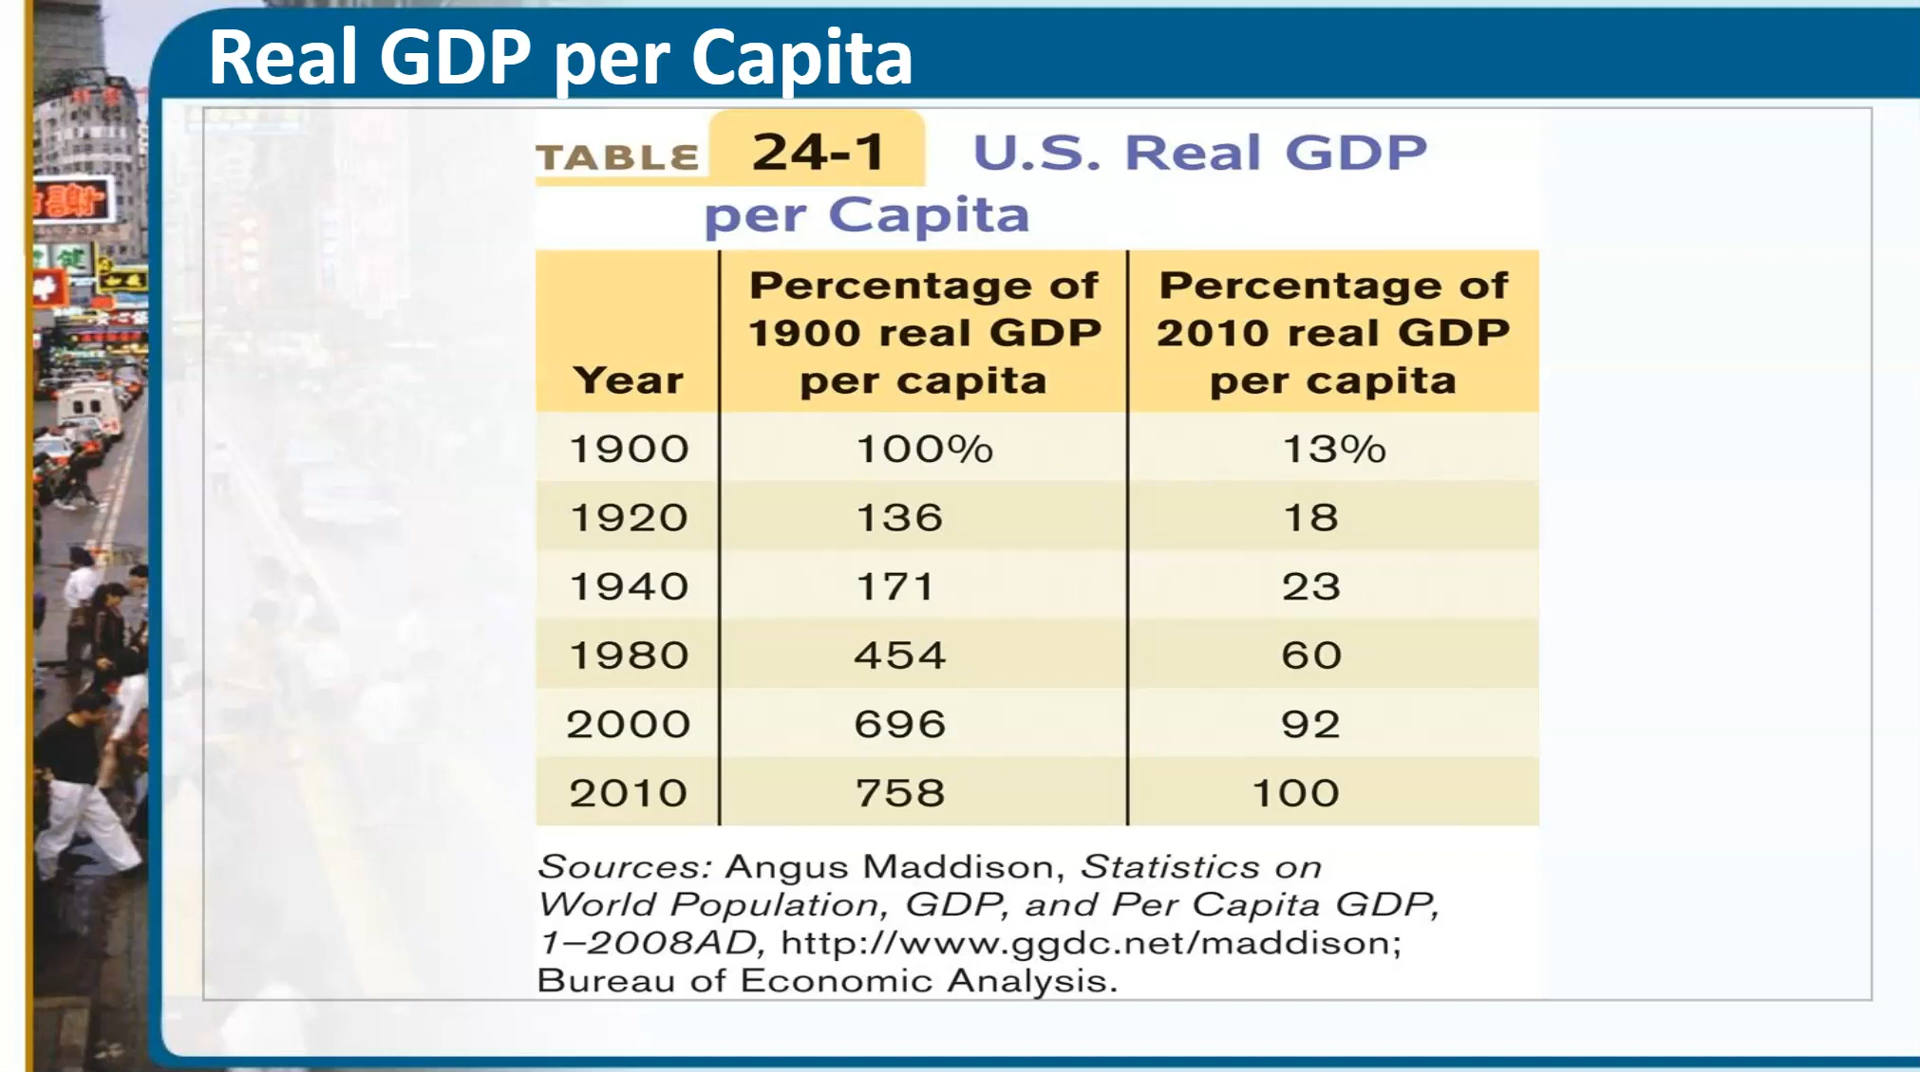 Real GDP per Capita
TABLE 24-1 U.S. Real GDP
per Capita
Year
Percentage of
1900 real GDP
per capita
Percentage of
2010 real GDP
per capita
1900 100% 13%
1920 136 18
1940 171 23
1980 454 60
2000 696 92
2010 758 100
Sources: Angus Maddison, Statistics on
World Population, GDP, and Per Capita GDP,
1–2008AD, http://www.ggdc.net/maddison;
Bureau of Economic Analysis.